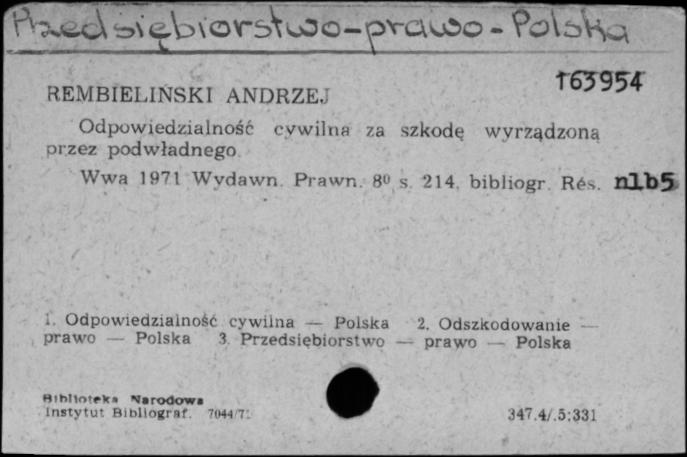 Przedsiębiorstwo-prawo-Polska
163954
REMBIELIŃSKI ANDRZEJ
Odpowiedzialność cywilna za szkodę wyrządzoną
przez podwładnego.
Wwa 1971 Wydawn. Prawn. 8⁰ s. 214, bibliogr. Rés. nlb5
1. Odpowiedzialność cywilna — Polska 2. Odszkodowanie —
prawo — Polska 3. Przedsiębiorstwo — prawo — Polska
Biblioteka Narodowa
Instytut Bibliograf. 7044/71
347.4/.5:331